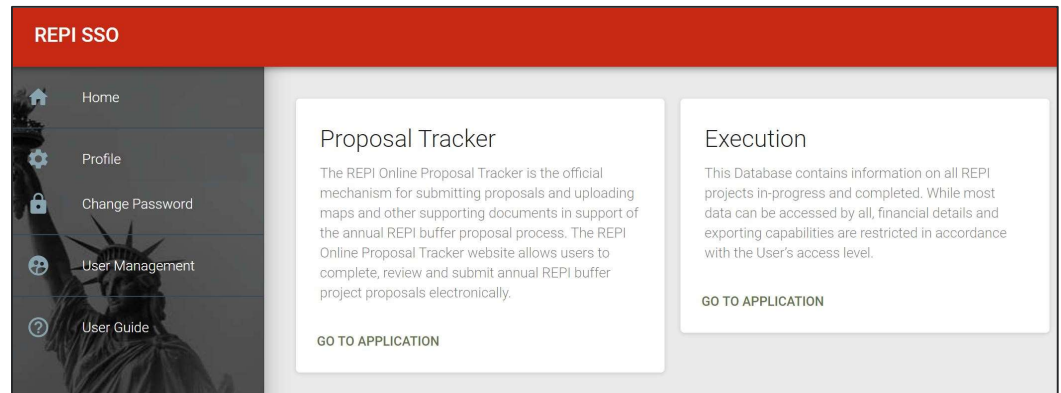 REPI SSO
Home
Profile
Change Password
User Management
User Guide
Proposal Tracker
The REPI Online Proposal Tracker is the official
mechanism for submitting proposals and uploading
maps and other supporting documents in support of
the annual REPI buffer proposal process. The REPI
Online Proposal Tracker website allows users to
complete, review and submit annual REPI buffer
project proposals electronically.
GO TO APPLICATION
Execution
This Database contains information on all REPI
projects in-progress and completed. While most
data can be accessed by all, financial details and
exporting capabilities are restricted in accordance
with the User's access level.
GO TO APPLICATION